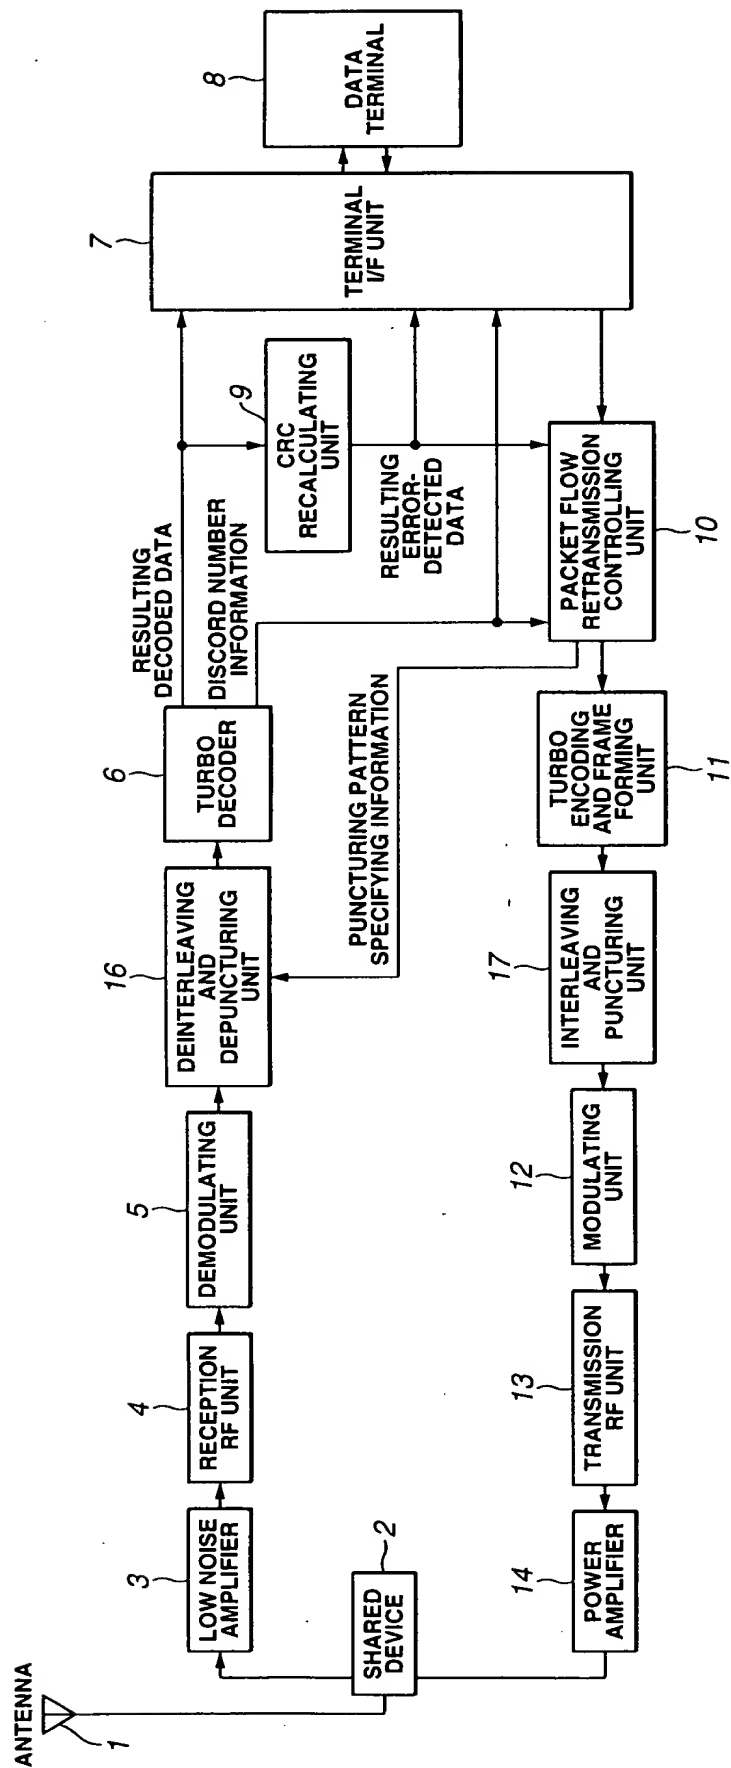 ANTENNA
1
SHARED
DEVICE
2
LOW NOISE
AMPLIFIER
3
RECEPTION
RF UNIT
4
DEMODULATING
UNIT
5
DEINTERLEAVING
AND
DEPUNCTURING
UNIT
16
TURBO
DECODER
6
RESULTING
DECODED DATA
DISCORD NUMBER
INFORMATION
CRC
RECALCULATING
UNIT
9
RESULTING
ERROR-
DETECTED
DATA
TERMINAL
I/F UNIT
7
DATA
TERMINAL
8
PUNCTURING PATTERN
SPECIFYING INFORMATION
PACKET FLOW
RETRANSMISSION
CONTROLLING
UNIT
10
TURBO
ENCODING
AND FRAME
FORMING
UNIT
11
INTERLEAVING
AND
PUNCTURING
UNIT
17
MODULATING
UNIT
12
TRANSMISSION
RF UNIT
13
POWER
AMPLIFIER
14